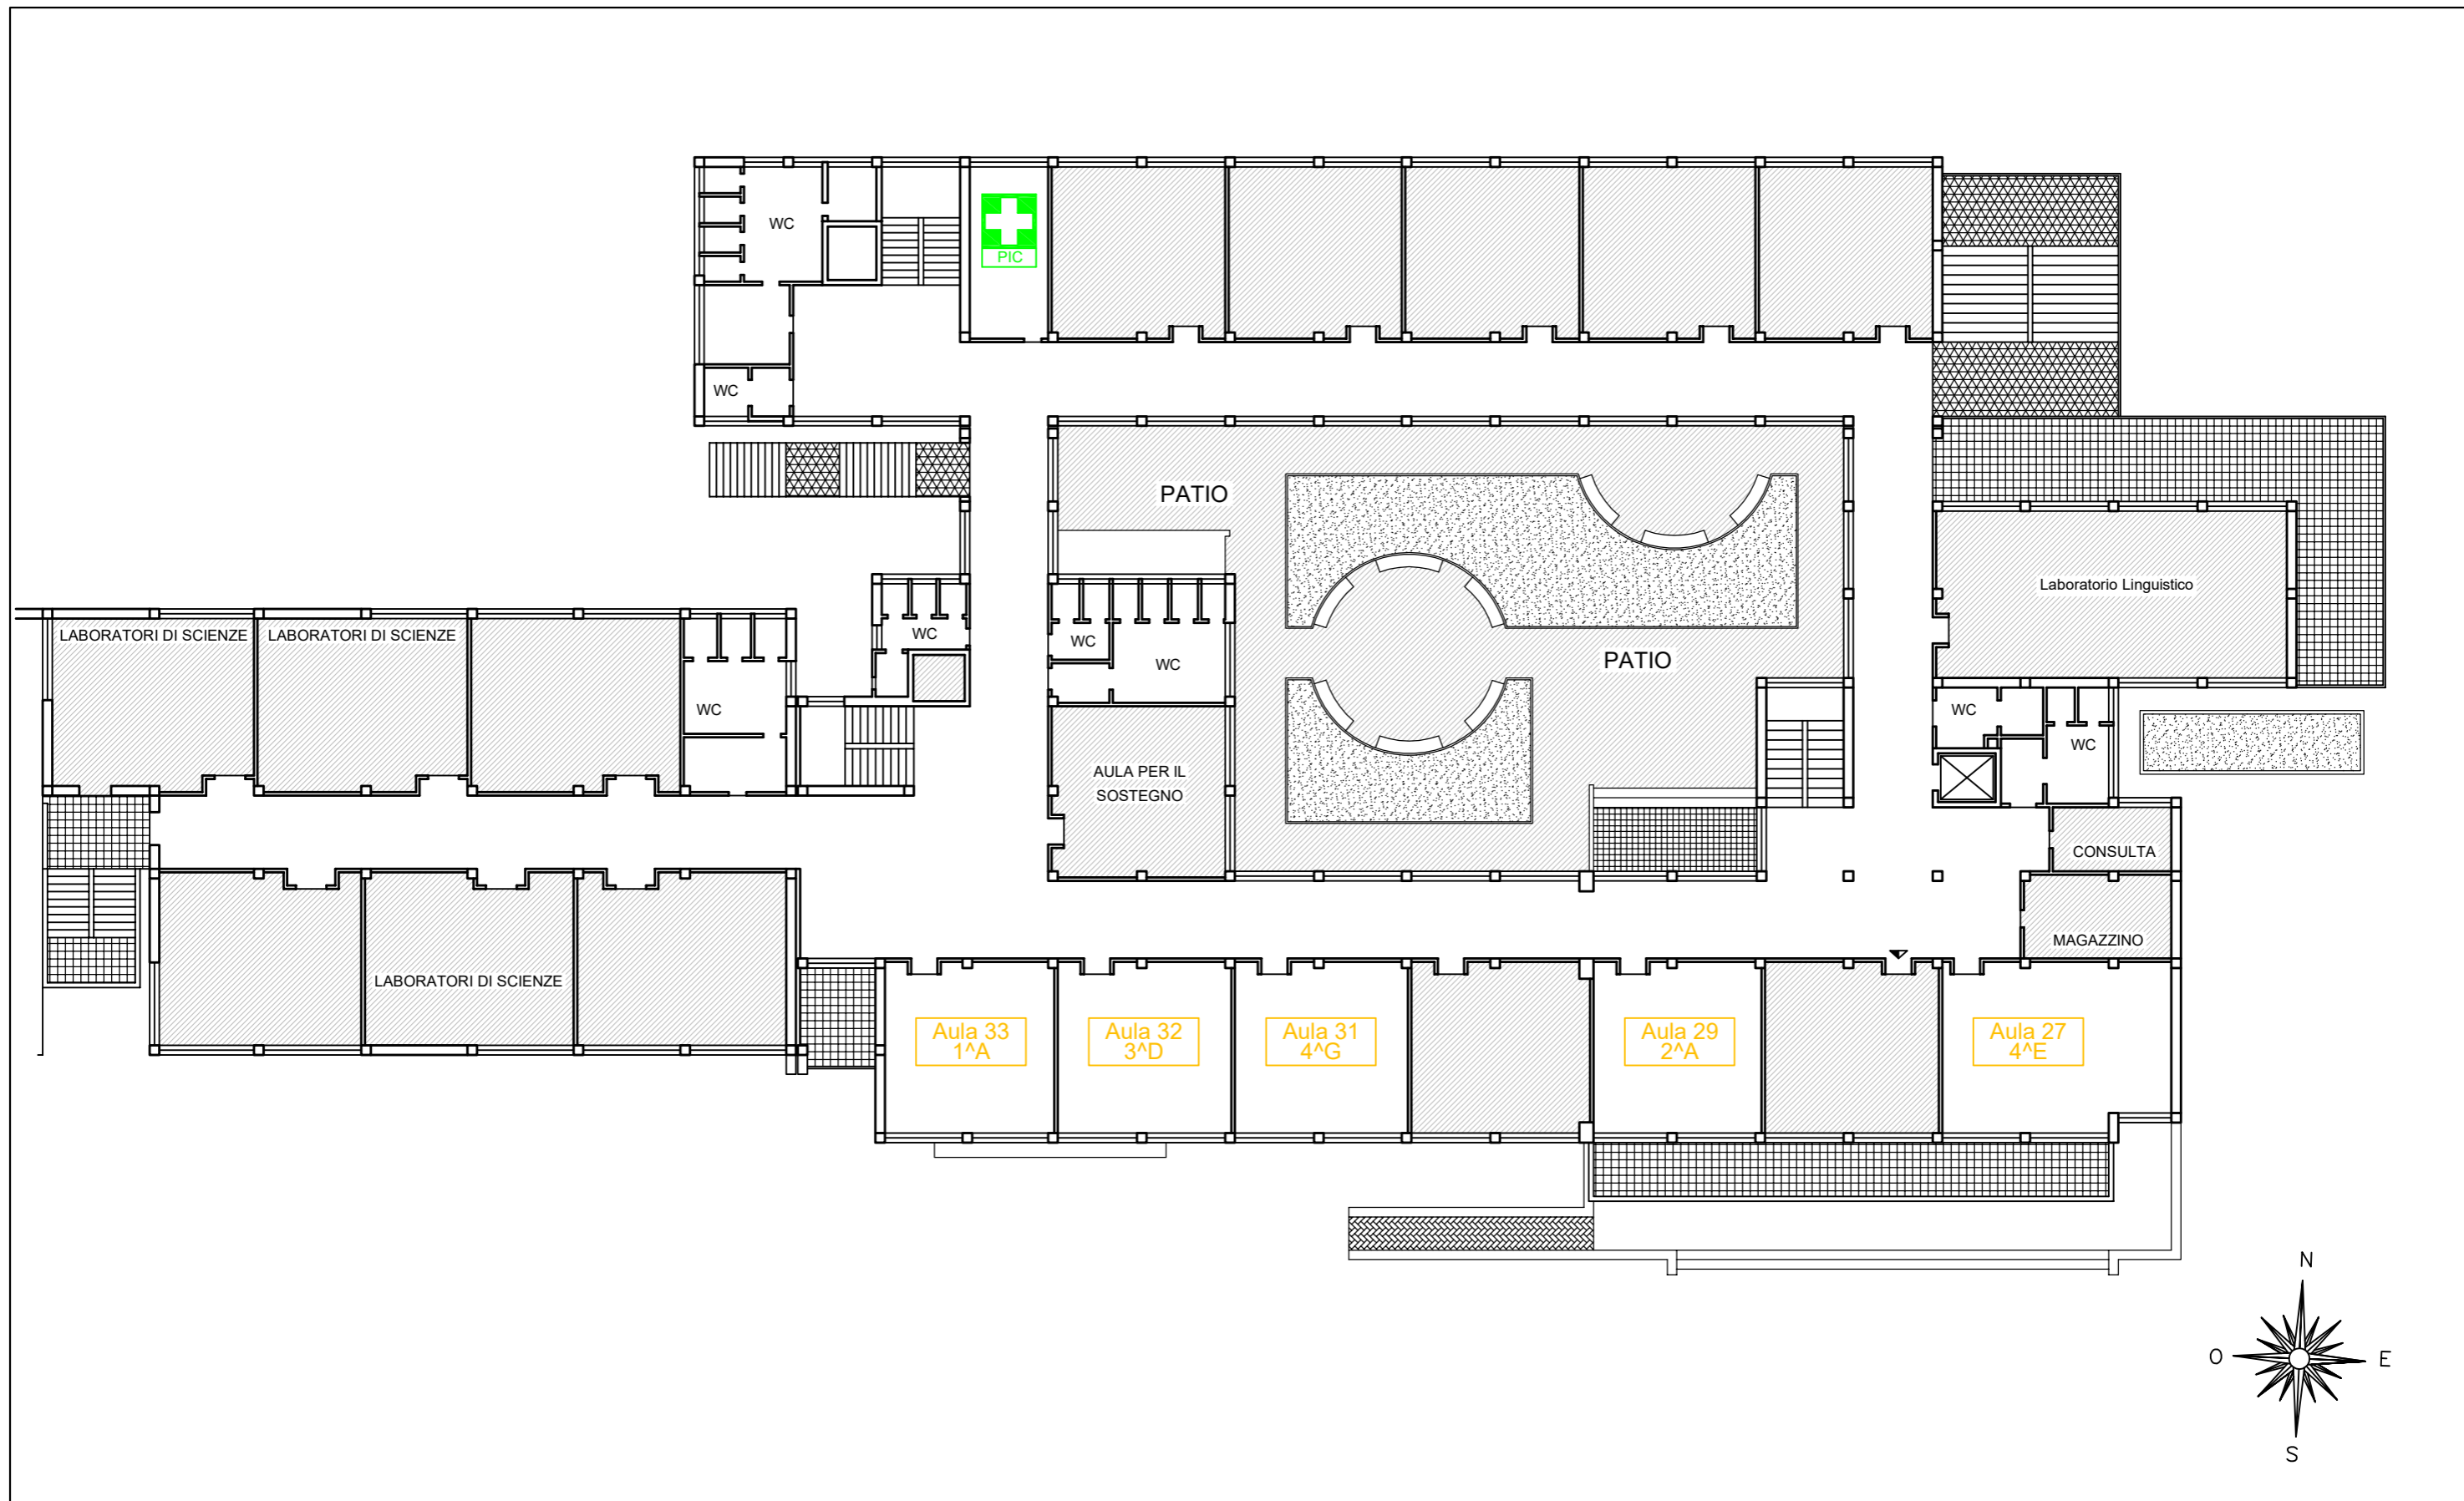 WC
PIC
WC
PATIO
Laboratorio Linguistico
LABORATORI DI SCIENZE
LABORATORI DI SCIENZE
WC
WC
WC
PATIO
WC
WC
WC
AULA PER IL
SOSTEGNO
CONSULTA
MAGAZZINO
LABORATORI DI SCIENZE
Aula 33
1^A
Aula 32
3^D
Aula 31
4^G
Aula 29
2^A
Aula 27
4^E
N
O
E
S